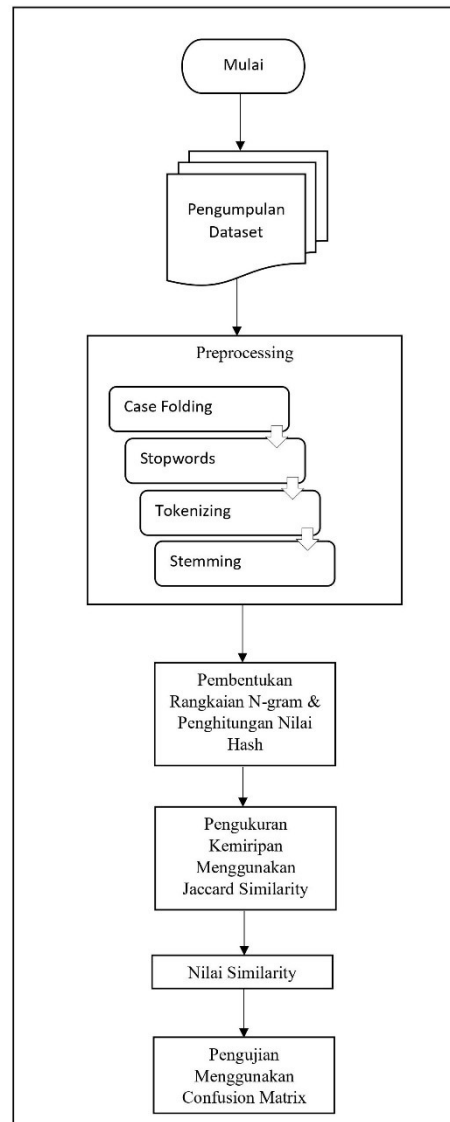 Mulai
Pengumpulan
Dataset
Preprocessing
Case Folding
Stopwords
Tokenizing
Stemming
Pembentukan
Rangkaian N-gram &
Penghitungan Nilai
Hash
Pengukuran
Kemiripan
Menggunakan
Jaccard Similarity
Nilai Similarity
Pengujian
Menggunakan
Confusion Matrix